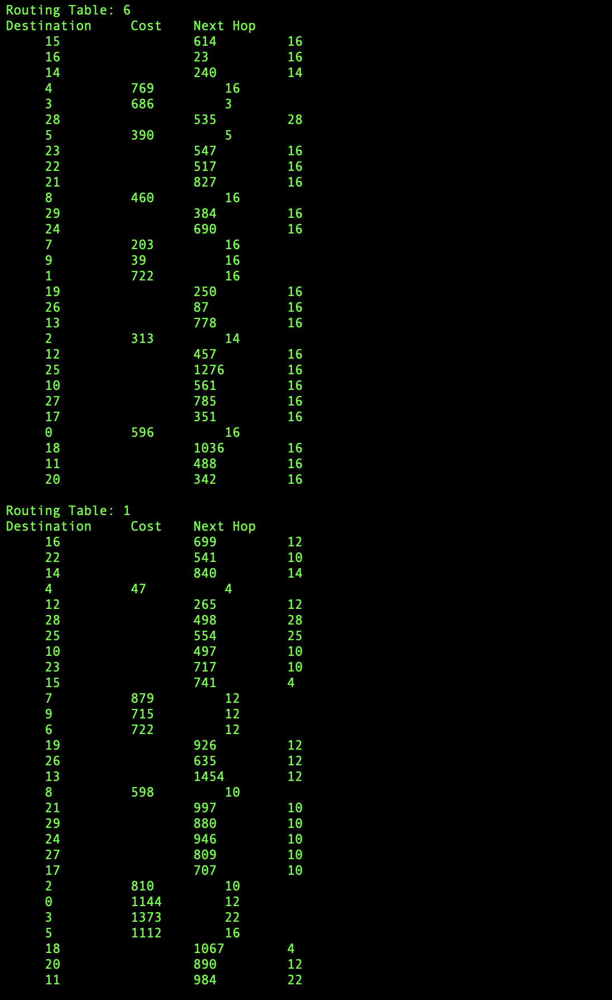 Routing Table: 6
Destination Cost Next Hop
15 614 16
16 23 16
14 240 14
4 769 16
3 686 3
28 535 28
5 390 5
23 547 16
22 517 16
21 827 16
8 460 16
29 384 16
24 690 16
7 203 16
9 39 16
1 722 16
19 250 16
26 87 16
13 778 16
2 313 14
12 457 16
25 1276 16
10 561 16
27 785 16
17 351 16
0 596 16
18 1036 16
11 488 16
20 342 16
Routing Table: 1
Destination Cost Next Hop
16 699 12
22 541 10
14 840 14
4 47 4
12 265 12
28 498 28
25 554 25
10 497 10
23 717 10
15 741 4
7 879 12
9 715 12
6 722 12
19 926 12
26 635 12
13 1454 12
8 598 10
21 997 10
29 880 10
24 946 10
27 809 10
17 707 10
2 810 10
0 1144 12
3 1373 22
5 1112 16
18 1067 4
20 890 12
11 984 22